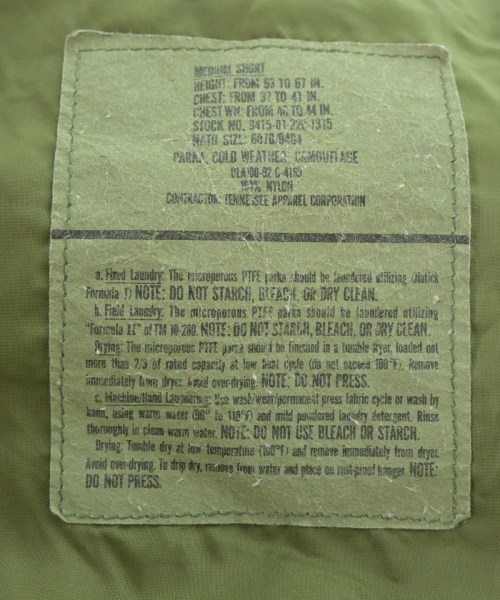 MEDIUM SHORT
HEIGHT: FROM 63 TO 67 IN.
CHEST: FROM 37 TO 41 IN.
CHEST WH: FROM 40 TO 44 IN.
STOCK NO. 8415-01-228-1315
NATO SIZE: 6070/9404
PARKA, COLD WEATHER, CAMOUFLAGE
DLA100-92 C-4165
100% NYLON
CONTRACTOR: TENNESSEE APPAREL CORPORATION
a. Fixed Laundry: The microporous PTFE parka should be laundered utilizing (Natick
Formula 1) NOTE: DO NOT STARCH, BLEACH, OR DRY CLEAN.
b. Field Laundry: The microporous PTFE parka should be laundered utilizing
"Formula II" of TM 10-280. NOTE: DO NOT STARCH, BLEACH, OR DRY CLEAN.
Drying: The microporous PTFE parka should be finished in a tumble dryer, loaded not
more than 2/3 of rated capacity at low heat cycle (do not exceed 100°F). Remove
immediately from dryer. Avoid over-drying. NOTE: DO NOT PRESS.
c. Machine/Hand Laundering: Use wash/wear/permanent press fabric cycle or wash by
hand, using warm water (90° to 110°F) and mild powdered laundry detergent. Rinse
thoroughly in clean warm water. NOTE: DO NOT USE BLEACH OR STARCH.
Drying: Tumble dry at low temperature (100°F) and remove immediately from dryer.
Avoid over-drying. To drip dry, remove from water and place on rust-proof hanger. NOTE:
DO NOT PRESS.